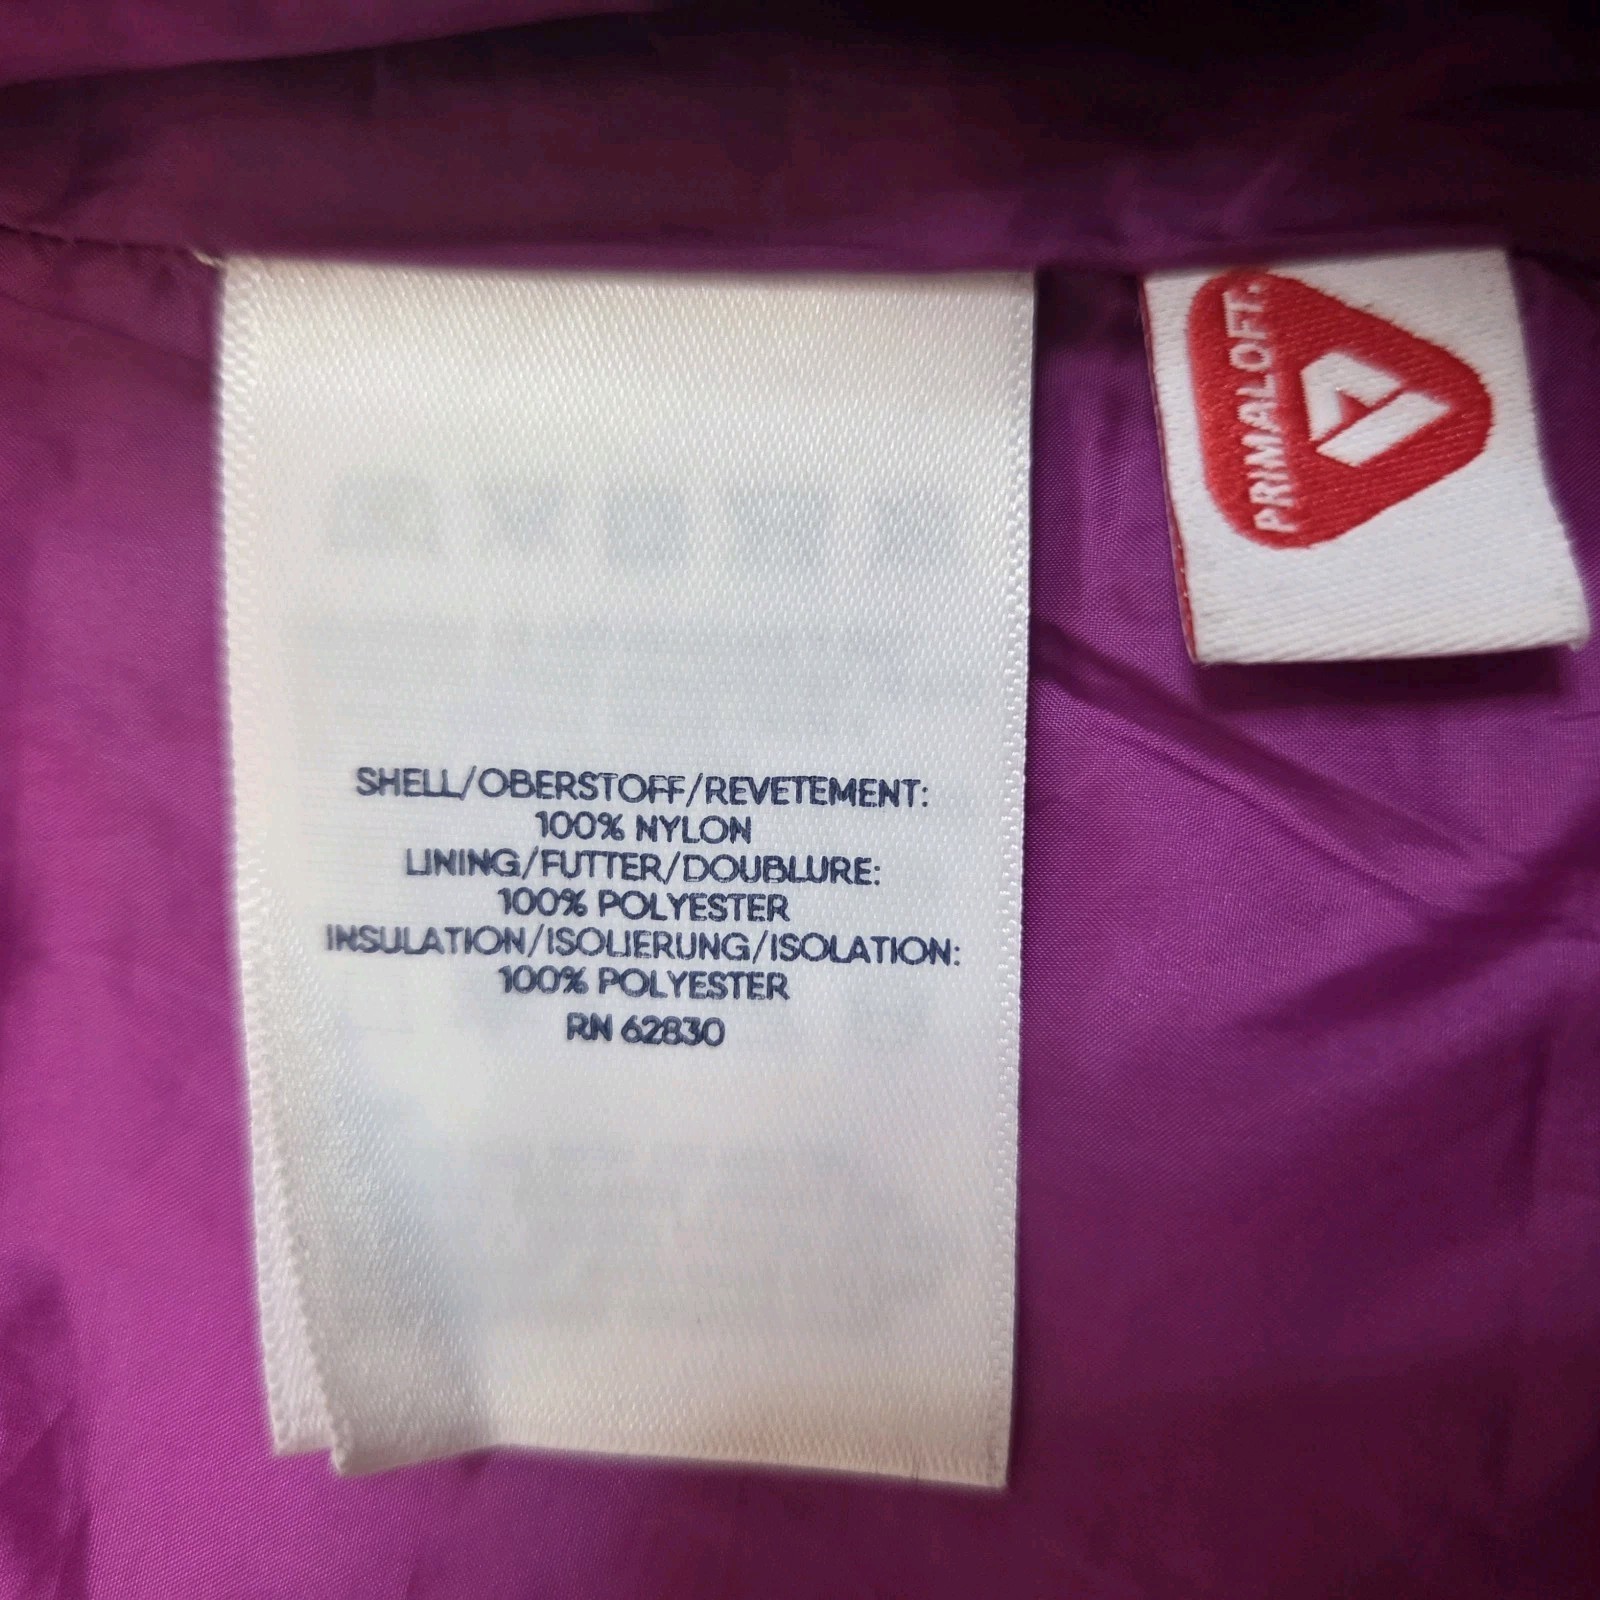 SHELL/OBERSTOFF/REVETEMENT:
100% NYLON
LINING/FUTTER/DOUBLURE:
100% POLYESTER
INSULATION/ISOLIERUNG/ISOLATION:
100% POLYESTER
RN 62830
PRIMALOFT